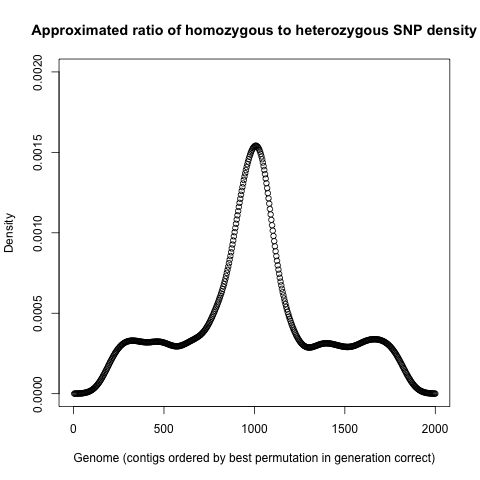 Approximated ratio of homozygous to heterozygous SNP density
0.0020
0.0015
0.0010
0.0005
0.0000
Density
0 500 1000 1500 2000
Genome (contigs ordered by best permutation in generation correct)